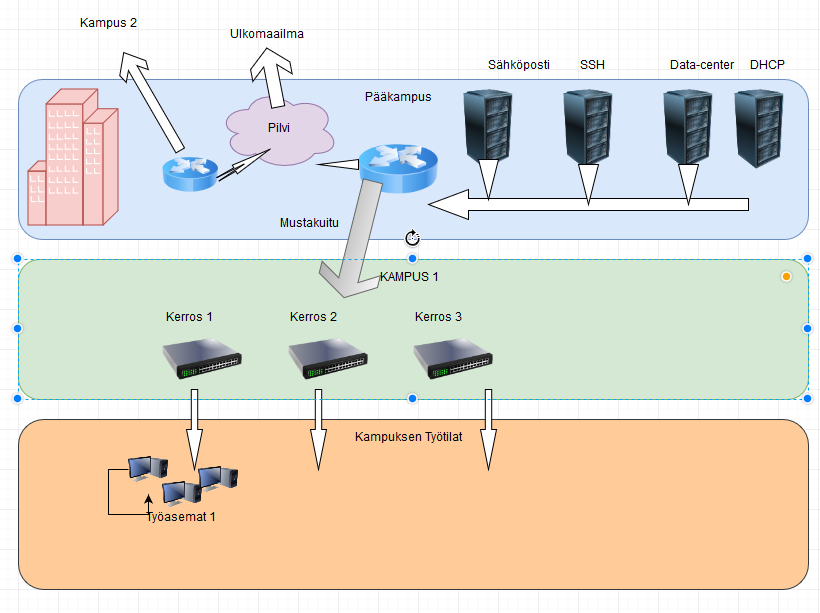 Kampus 2
Ulkomaailma
Sähköposti
SSH
Data-center
DHCP
Pääkampus
Pilvi
Mustakuitu
KAMPUS 1
Kerros 1
Kerros 2
Kerros 3
Kampuksen Työtilat
Työasemat 1